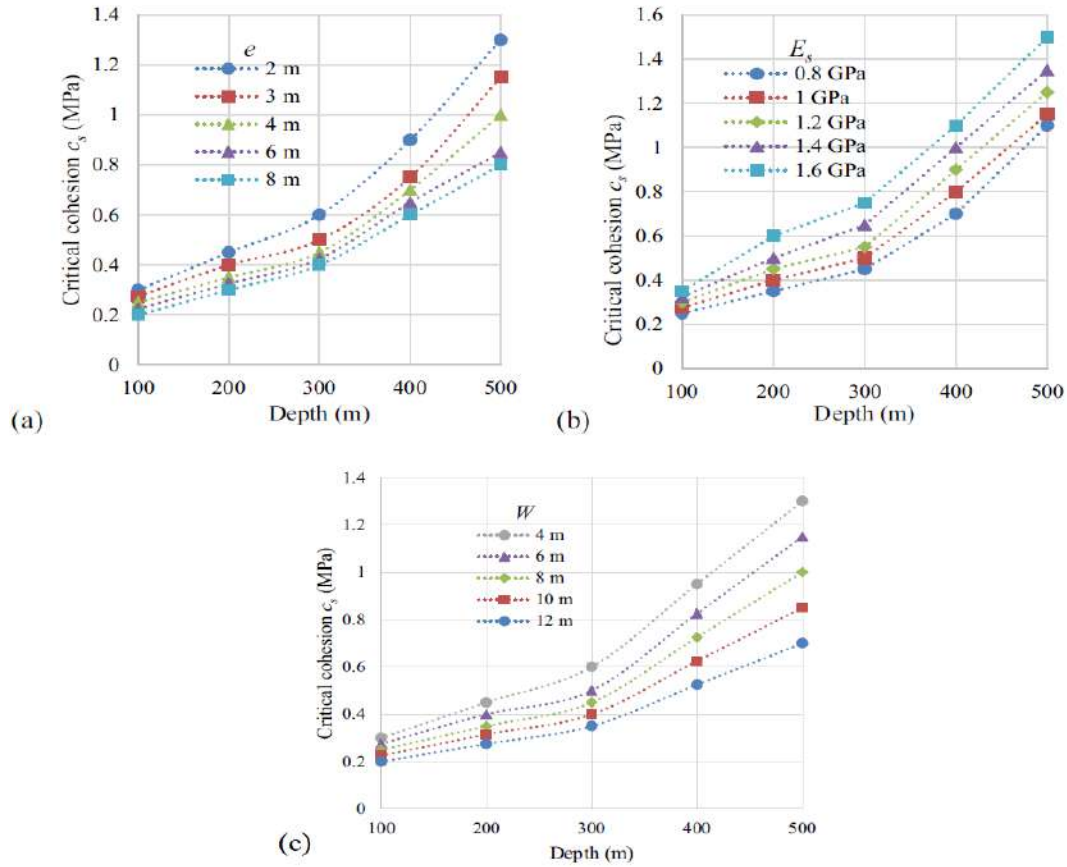 1.4
1.2
1
0.8
0.6
0.4
0.2
0
Critical cohesion cs (MPa)
e
2 m
3 m
4 m
6 m
8 m
100 200 300 400 500
Depth (m)
(a)
1.6
1.4
1.2
1
0.8
0.6
0.4
0.2
0
Critical cohesion cs (MPa)
Es
0.8 GPa
1 GPa
1.2 GPa
1.4 GPa
1.6 GPa
100 200 300 400 500
Depth (m)
(b)
1.4
1.2
1
0.8
0.6
0.4
0.2
0
Critical cohesion cs (MPa)
W
4 m
6 m
8 m
10 m
12 m
100 200 300 400 500
Depth (m)
(c)